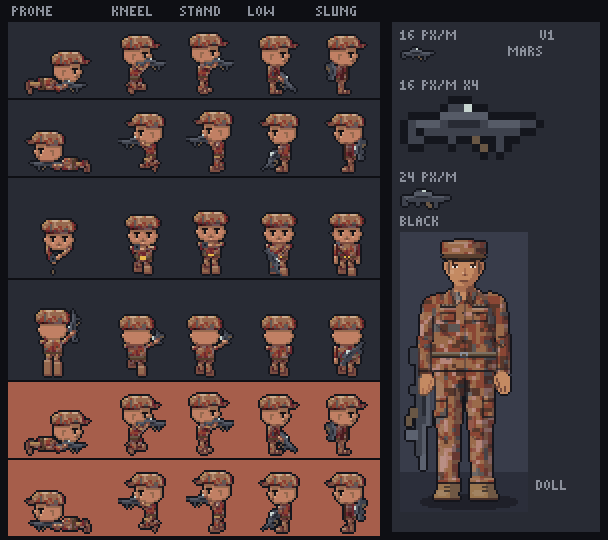 PRONE KNEEL STAND LOW SLUNG
16 PX/M V1
MARS
16 PX/M X4
24 PX/M
BLACK
DOLL